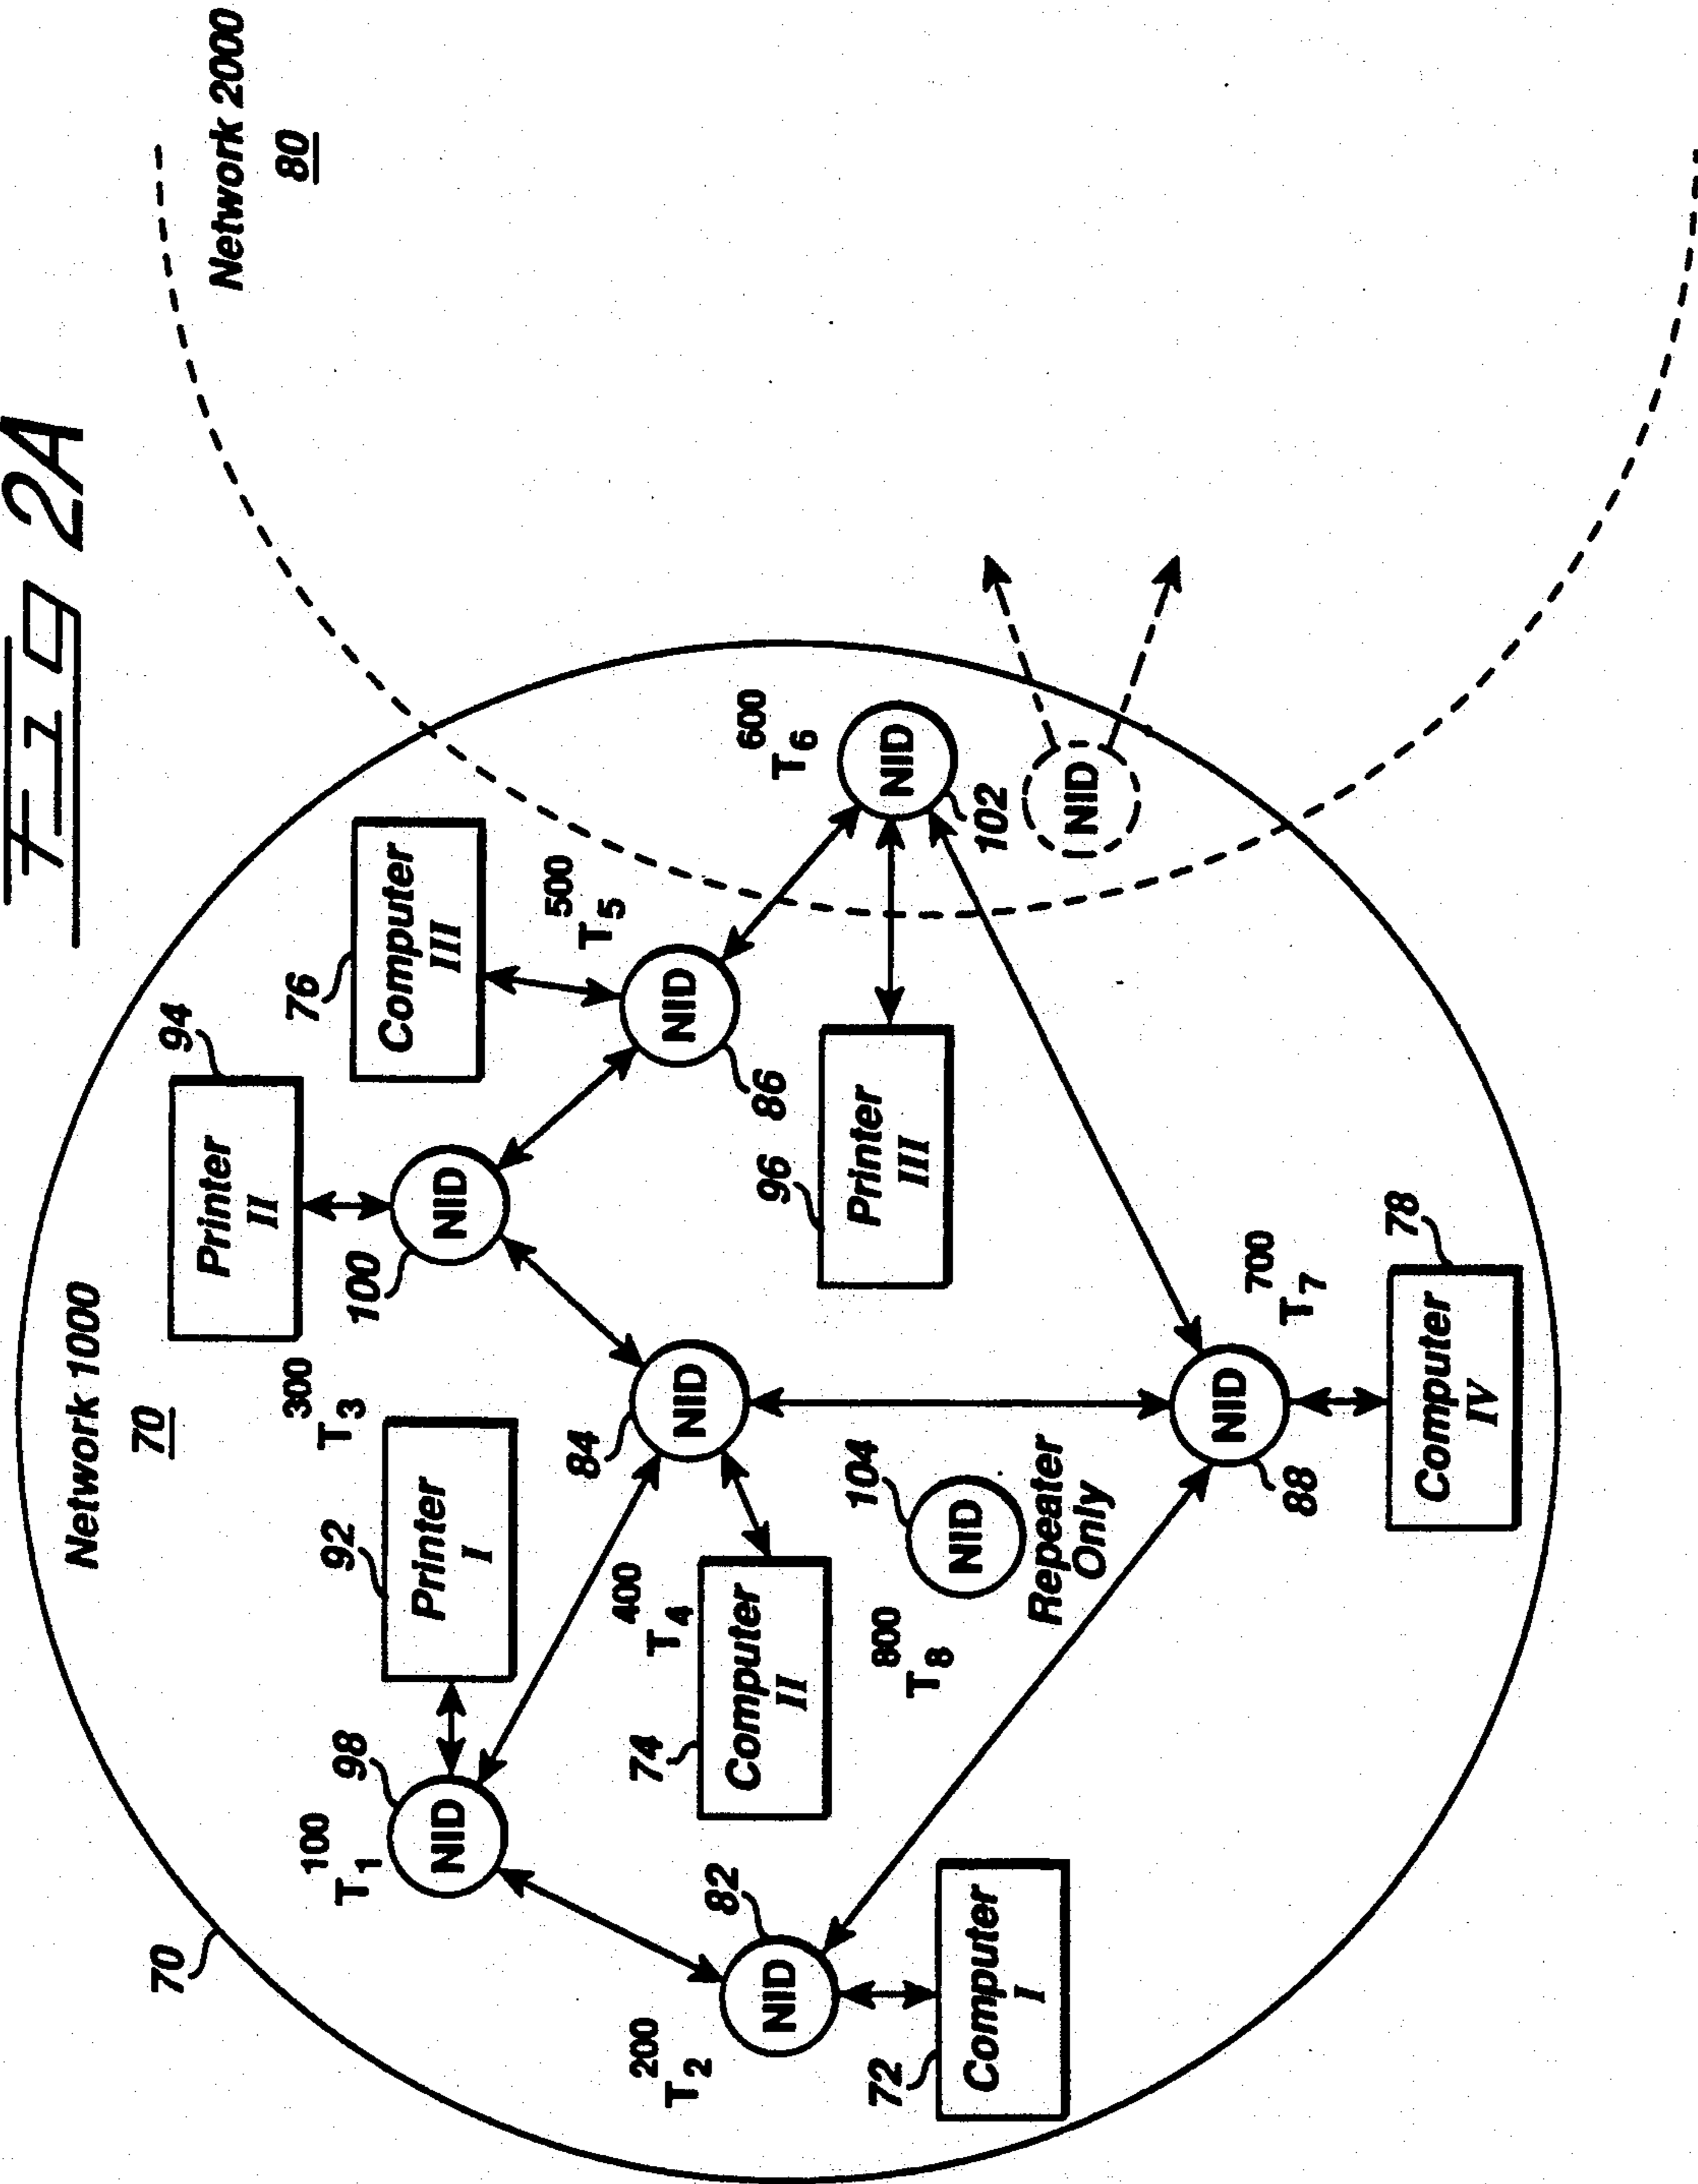 Fig 2A
Network 1000
70
70
Network 2000
80
Printer
II
94
Computer
III
76
300
T3
100
NID
500
T5
NID
86
Printer
I
92
100
T1
98
NID
84
NID
600
T6
NID
102
NID
400
T4
Computer
II
74
Printer
III
96
200
T2
82
NID
800
T8
104
NID
Repeater
Only
Computer
I
72
700
T7
NID
88
Computer
IV
78